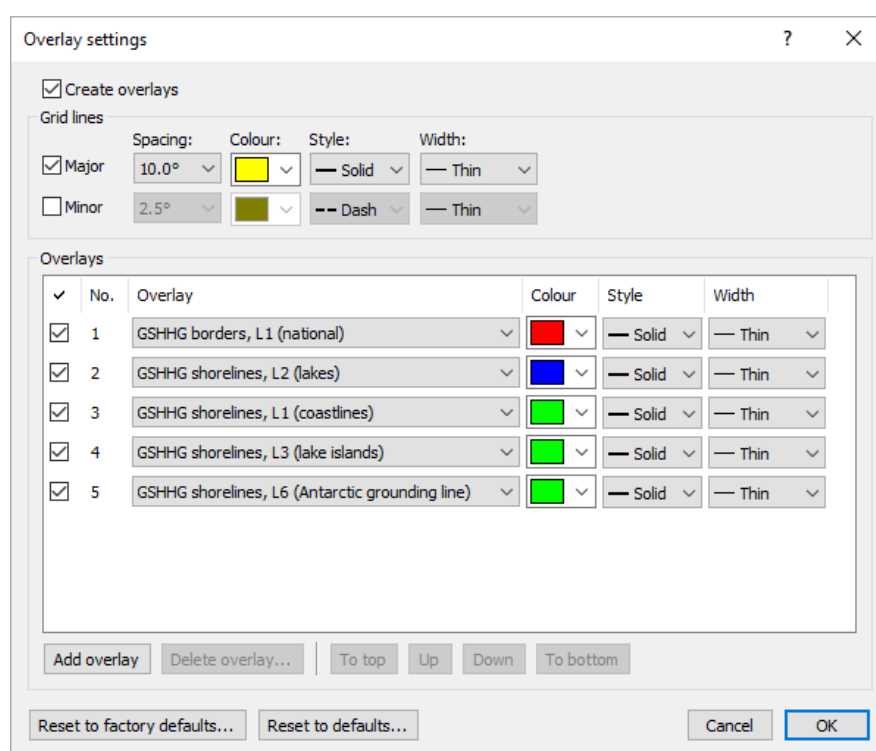 Overlay settings ?
Create overlays
Grid lines
Spacing: Colour: Style: Width:
Major 10.0° Solid Thin
Minor 2.5° Dash Thin
Overlays
No. Overlay Colour Style Width
1 GSHHG borders, L1 (national) Solid Thin
2 GSHHG shorelines, L2 (lakes) Solid Thin
3 GSHHG shorelines, L1 (coastlines) Solid Thin
4 GSHHG shorelines, L3 (lake islands) Solid Thin
5 GSHHG shorelines, L6 (Antarctic grounding line) Solid Thin
Add overlay Delete overlay... To top Up Down To bottom
Reset to factory defaults... Reset to defaults... Cancel OK